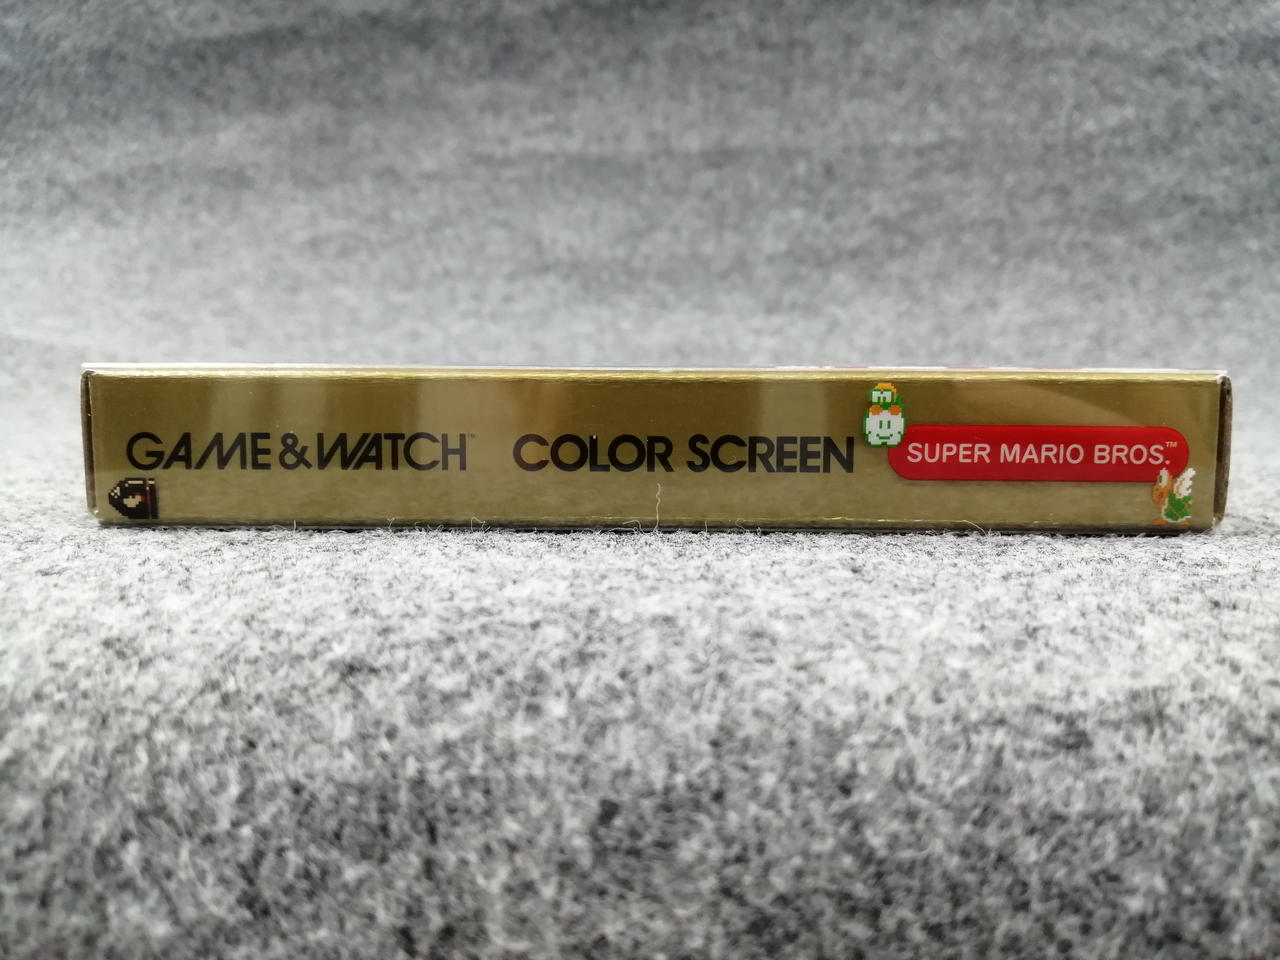 GAME & WATCH™ COLOR SCREEN SUPER MARIO BROS.™